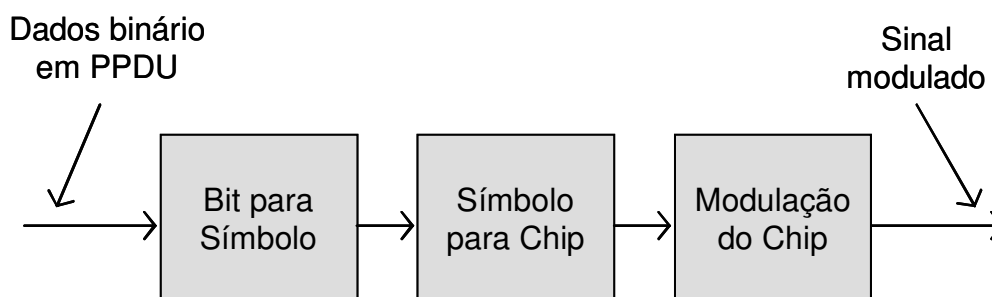 Dados binário
em PPDU
Sinal
modulado
Bit para
Símbolo
Símbolo
para Chip
Modulação
do Chip